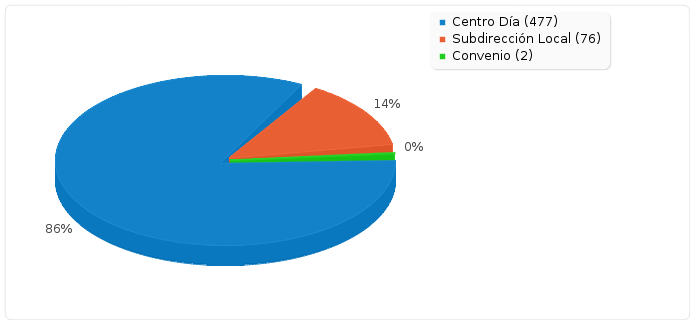 Centro Día (477)
Subdirección Local (76)
Convenio (2)
14%
0%
86%